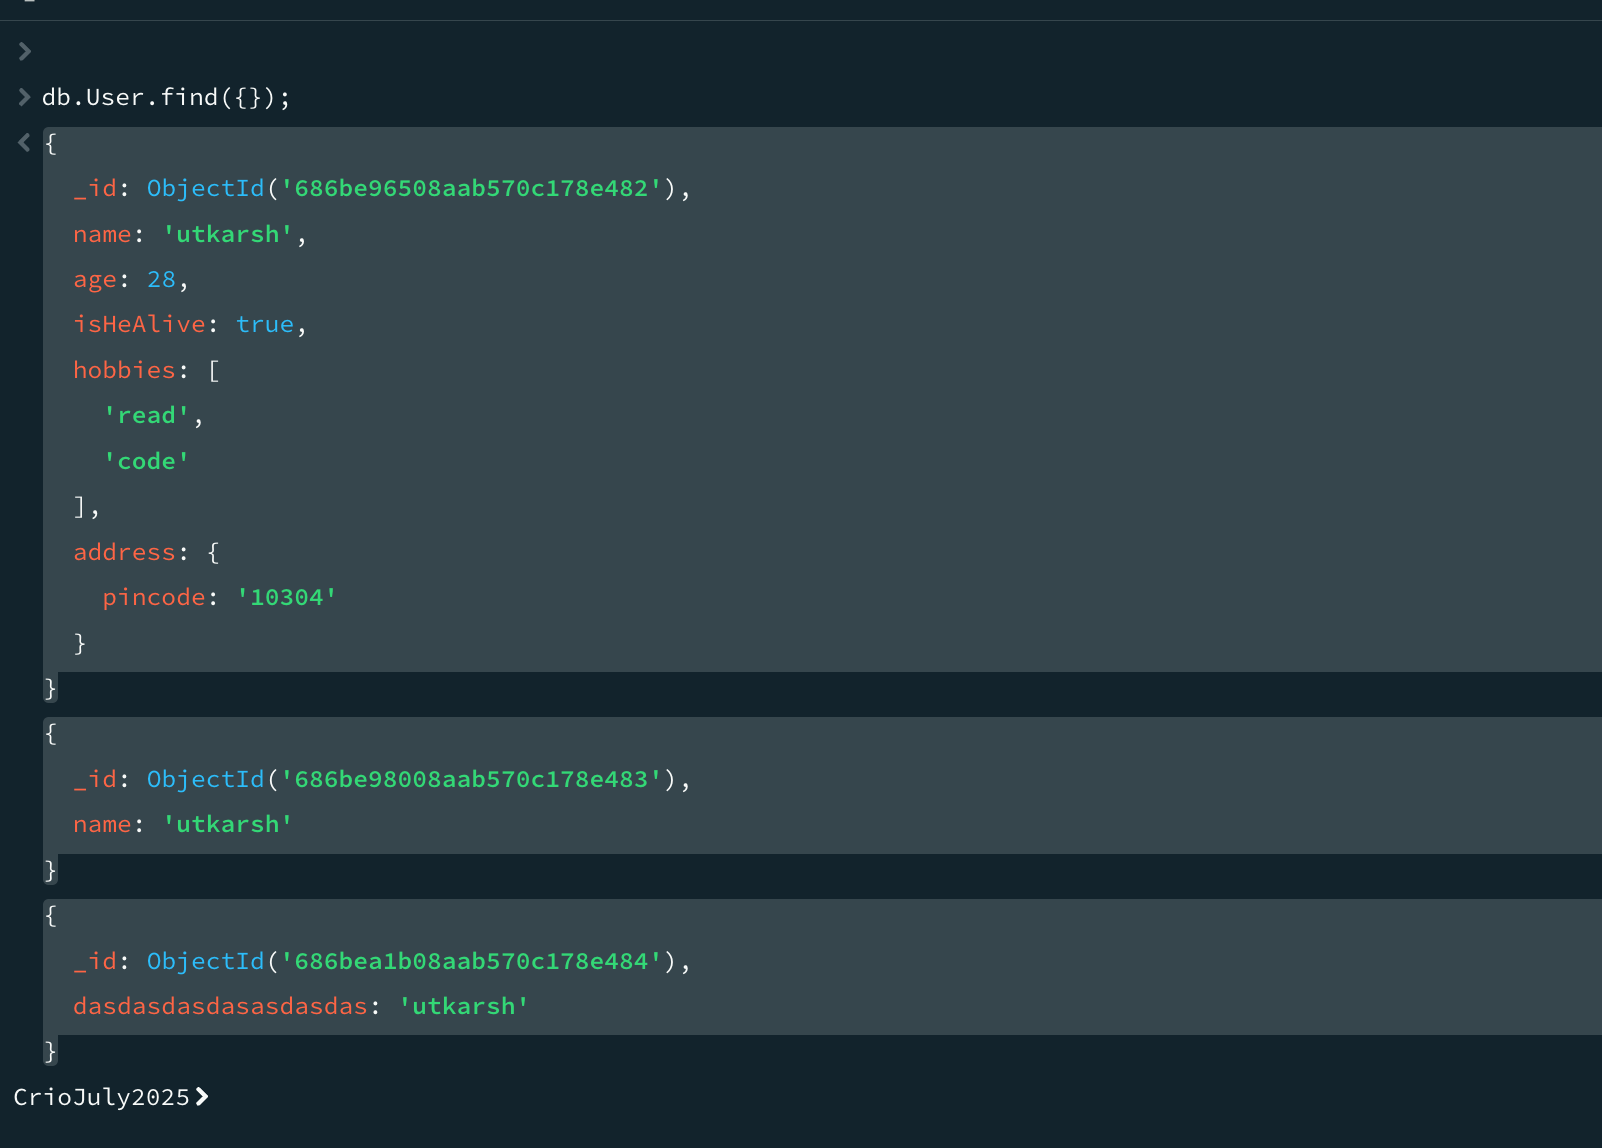 db.User.find({});
{
_id: ObjectId('686be96508aab570c178e482'),
name: 'utkarsh',
age: 28,
isHeAlive: true,
hobbies: [
'read',
'code'
],
address: {
pincode: '10304'
}
}
{
_id: ObjectId('686be98008aab570c178e483'),
name: 'utkarsh'
}
{
_id: ObjectId('686bea1b08aab570c178e484'),
dasdasdasdasasdasdas: 'utkarsh'
}
CrioJuly2025>